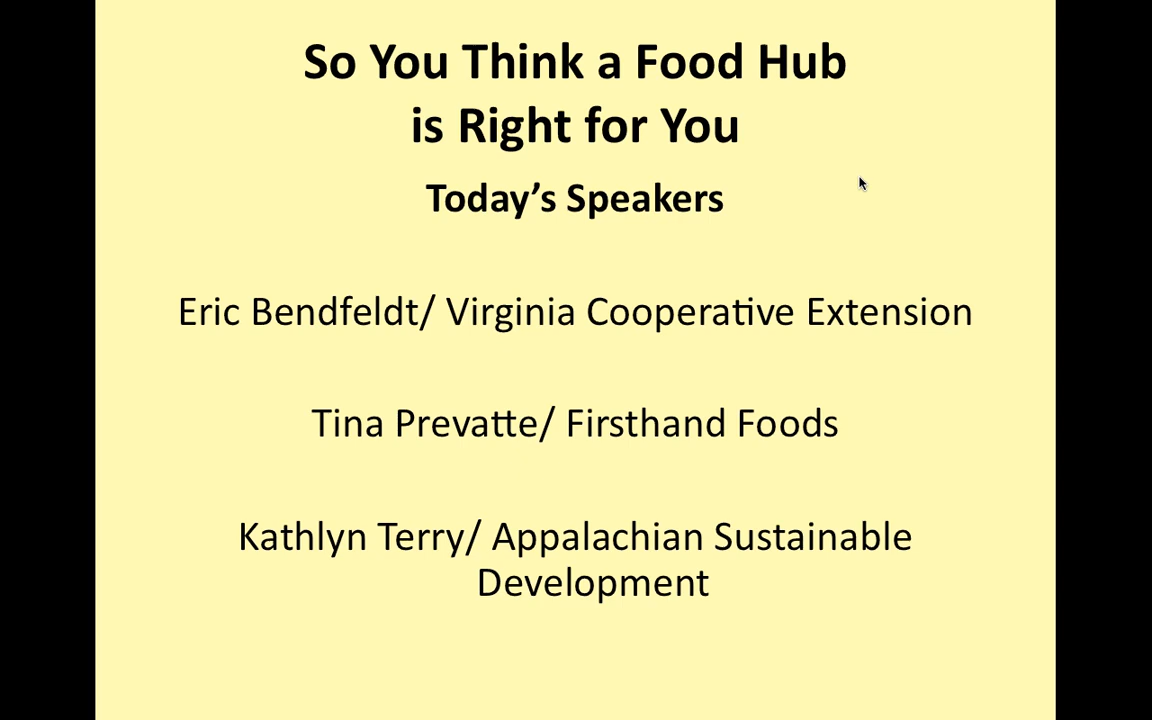 So You Think a Food Hub
is Right for You
Today’s Speakers
Eric Bendfeldt/ Virginia Cooperative Extension
Tina Prevatte/ Firsthand Foods
Kathlyn Terry/ Appalachian Sustainable
Development